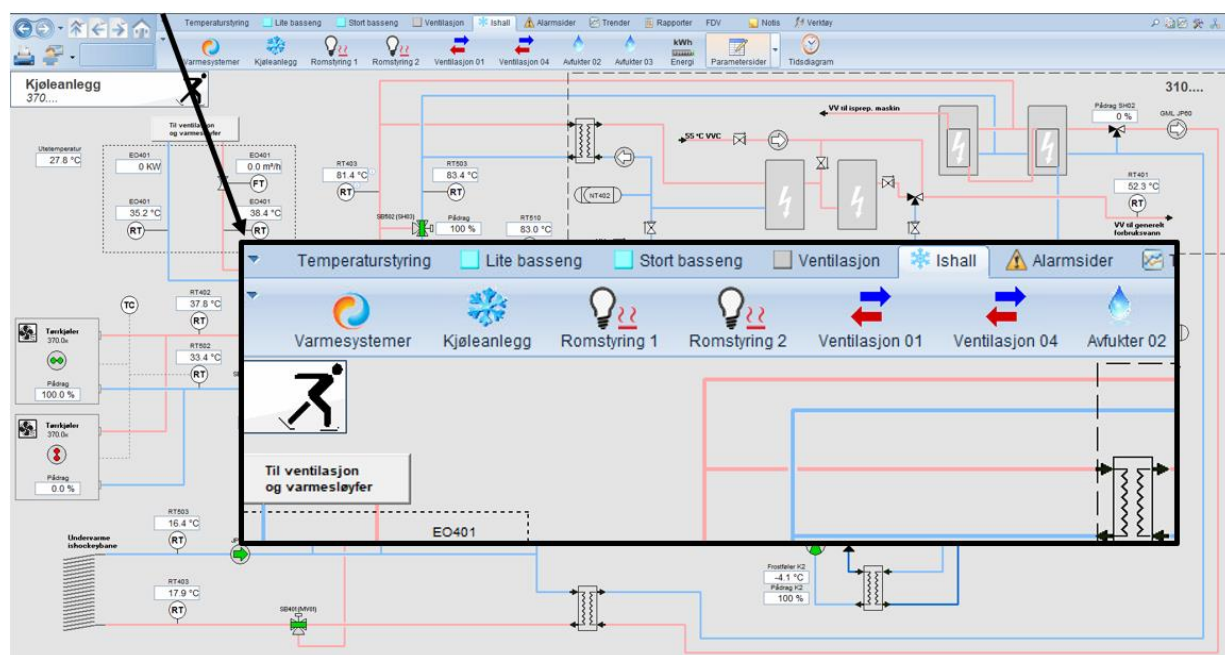 Temperaturstyring Lite basseng Stort basseng Ventilasjon Ishall Alarmsider Trender Rapporter FDV Notis Verktøy
Varmesystemer Kjøleanlegg Romstyring 1 Romstyring 2 Ventilasjon 01 Ventilasjon 04 Avfukter 02 Avfukter 03 kWh Energi Parametersider Tidsdiagram
Kjøleanlegg
370....
310....
Til ventilasjon
og varmesløyfer
Utetemperatur
27.8 °C
EO401
0 KW
EO401
0.0 m³/h
FT
EO401
35.2 °C
RT
EO401
38.4 °C
RT
RT403
81.4 °C
RT
RT503
83.4 °C
RT
SB502 (SH03)
Pådrag
100 %
RT510
83.0 °C
55 °C VVC
NT402
VV til isprep. maskin
Pådrag SH02
0 %
GML JP60
RT401
52.3 °C
RT
VV til generelt
forbruksvann
Temperaturstyring Lite basseng Stort basseng Ventilasjon Ishall Alarmsider
Varmesystemer Kjøleanlegg Romstyring 1 Romstyring 2 Ventilasjon 01 Ventilasjon 04 Avfukter 02
Til ventilasjon
og varmesløyfer
EO401
TC
RT402
37.8 °C
RT
RT502
33.4 °C
RT
Tørrkjøler
370.0x
Pådrag
100.0 %
Tørrkjøler
370.0x
Pådrag
0.0 %
Undervarme
ishockeybane
RT503
16.4 °C
RT
RT403
17.9 °C
RT
SB401 (MV01)
Frostføler K2
-4.1 °C
Pådrag K2
100 %